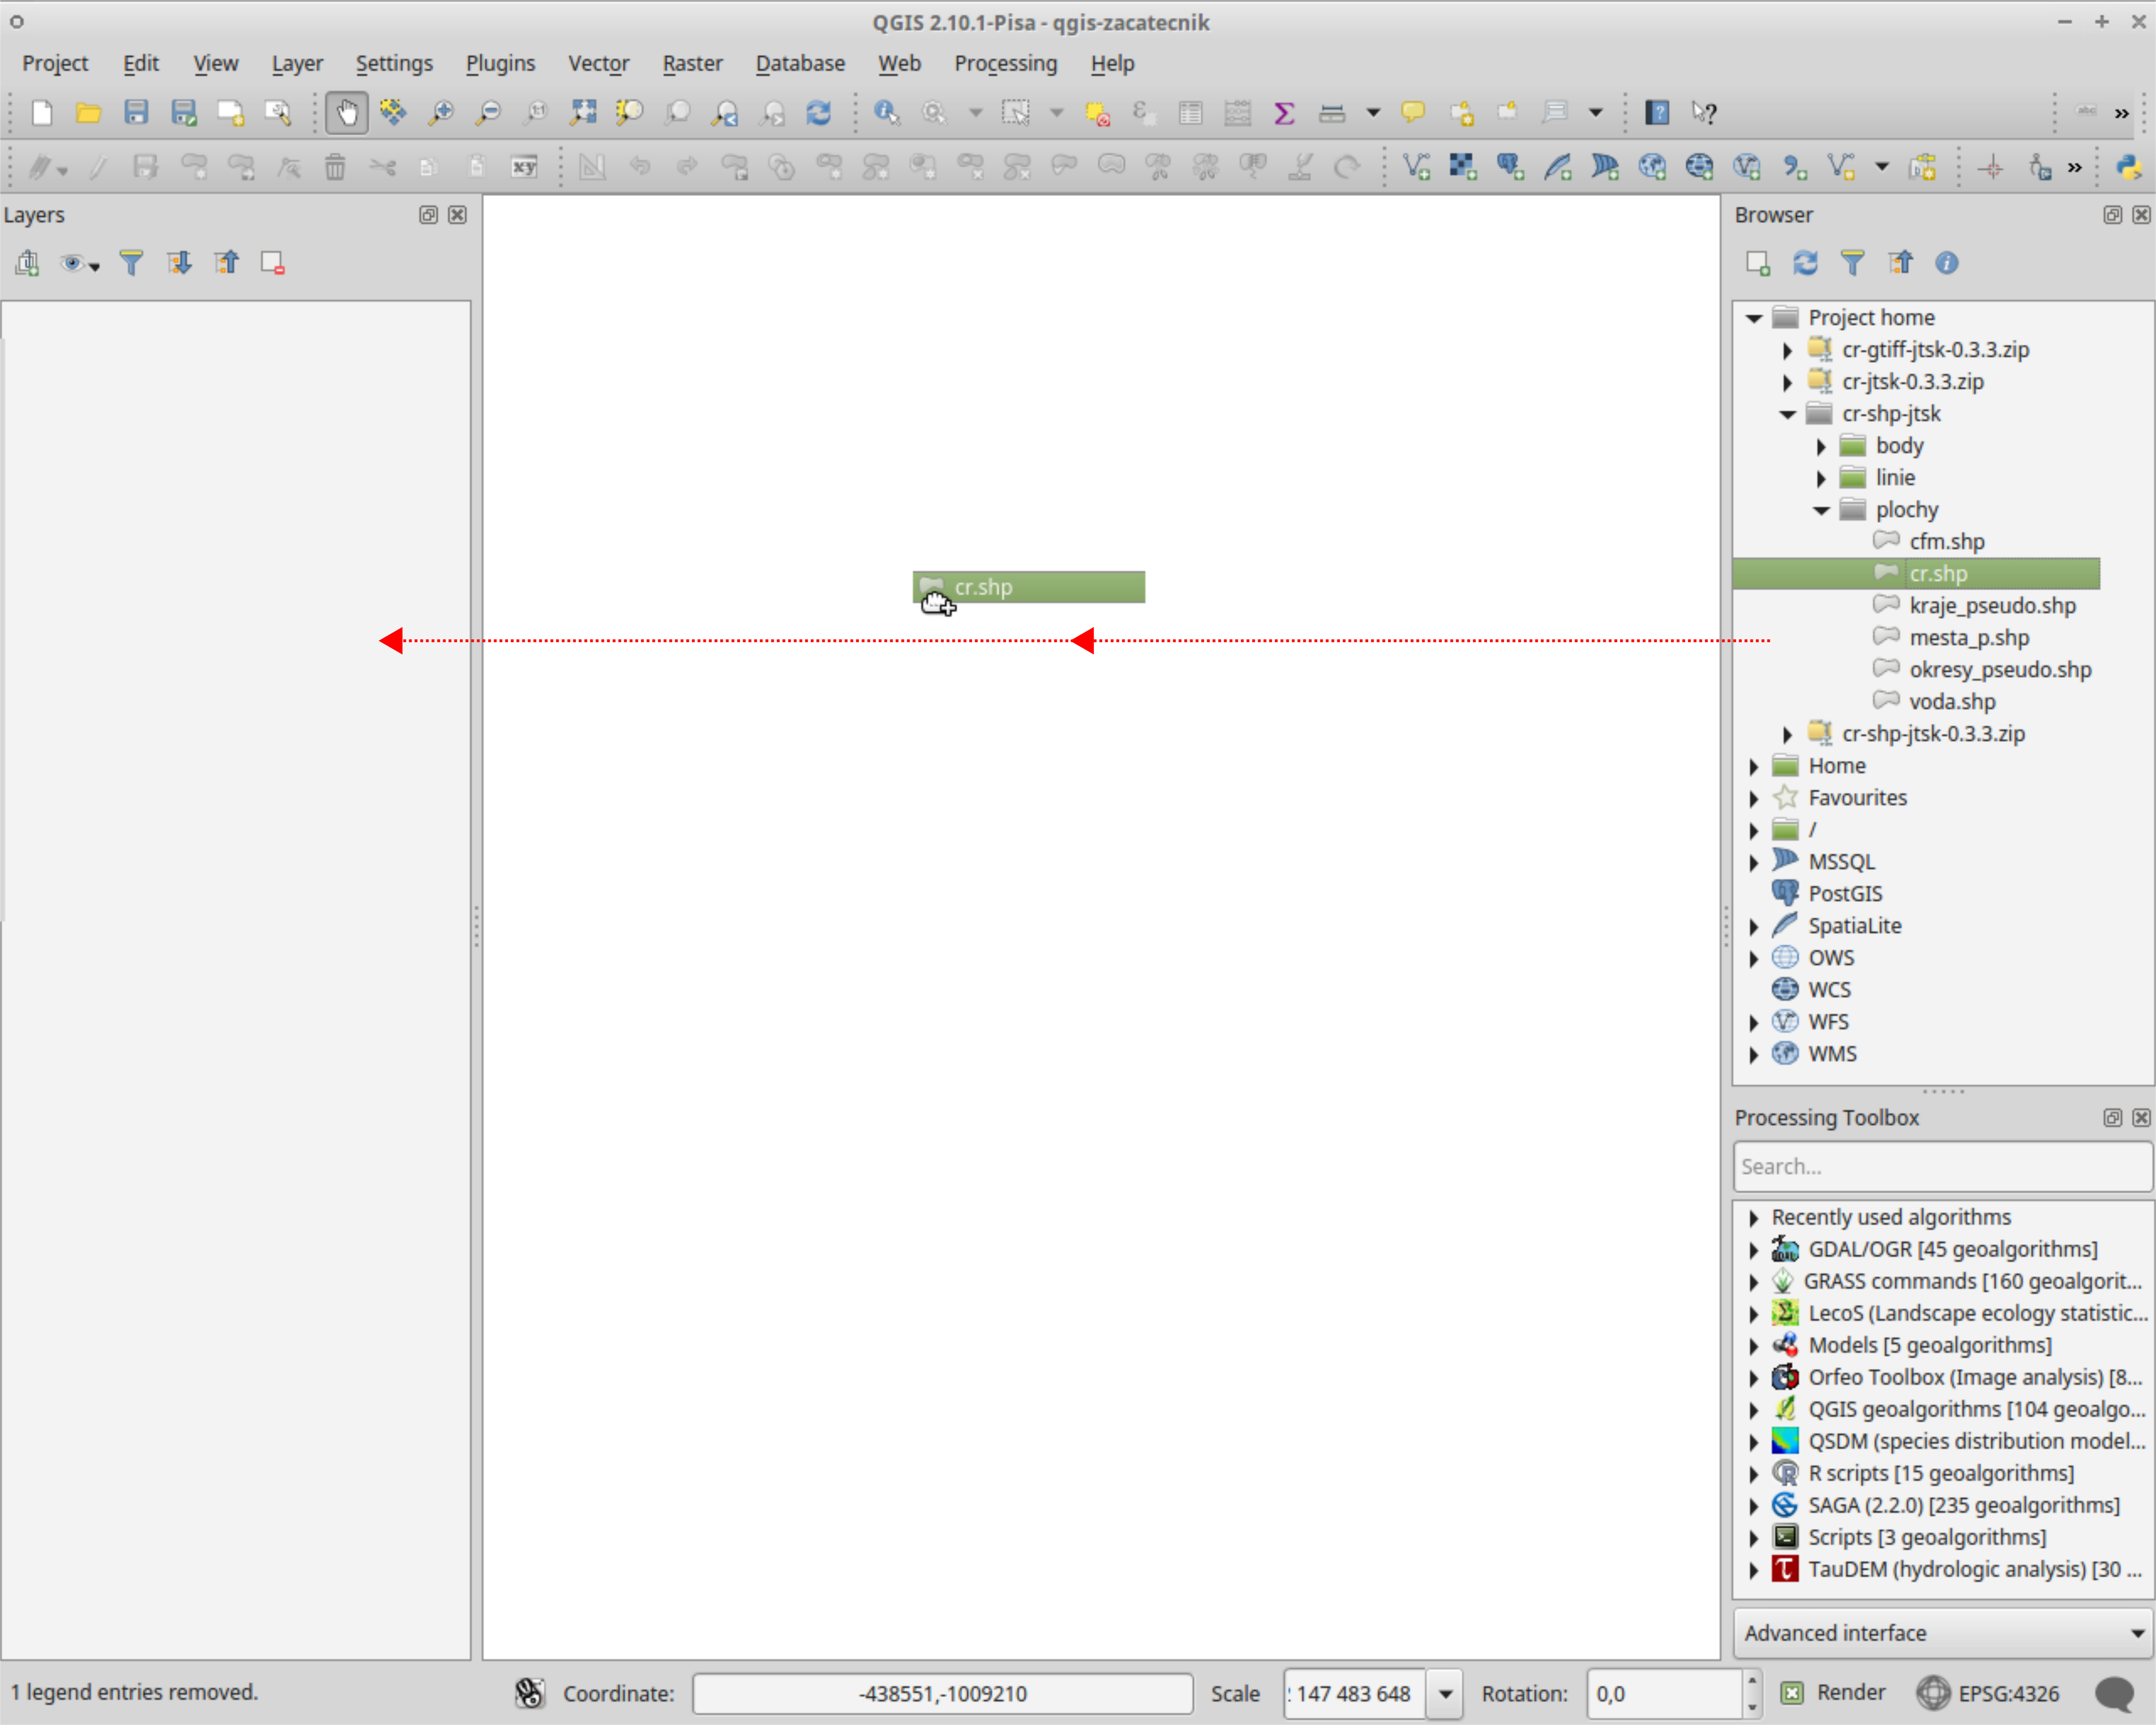 QGIS 2.10.1-Pisa - qgis-zacatecnik
Project Edit View Layer Settings Plugins Vector Raster Database Web Processing Help
abc »
xy »
Layers
Browser
Project home
cr-gtiff-jtsk-0.3.3.zip
cr-jtsk-0.3.3.zip
cr-shp-jtsk
body
linie
plochy
cfm.shp
cr.shp
cr.shp
kraje_pseudo.shp
mesta_p.shp
okresy_pseudo.shp
voda.shp
cr-shp-jtsk-0.3.3.zip
Home
Favourites
/
MSSQL
PostGIS
SpatiaLite
OWS
WCS
WFS
WMS
Processing Toolbox
Search...
Recently used algorithms
GDAL/OGR [45 geoalgorithms]
GRASS commands [160 geoalgorit...
LecoS (Landscape ecology statistic...
Models [5 geoalgorithms]
Orfeo Toolbox (Image analysis) [8...
QGIS geoalgorithms [104 geoalgo...
QSDM (species distribution model...
R scripts [15 geoalgorithms]
SAGA (2.2.0) [235 geoalgorithms]
Scripts [3 geoalgorithms]
TauDEM (hydrologic analysis) [30 ...
Advanced interface
1 legend entries removed. Coordinate: -438551,-1009210 Scale 147 483 648 Rotation: 0,0 Render EPSG:4326